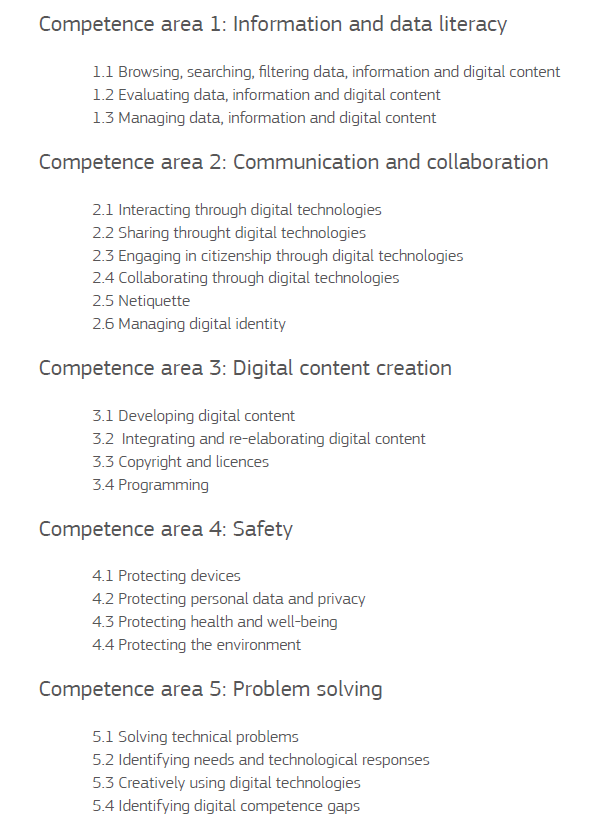 Competence area 1: Information and data literacy
1.1 Browsing, searching, filtering data, information and digital content
1.2 Evaluating data, information and digital content
1.3 Managing data, information and digital content
Competence area 2: Communication and collaboration
2.1 Interacting through digital technologies
2.2 Sharing throught digital technologies
2.3 Engaging in citizenship through digital technologies
2.4 Collaborating through digital technologies
2.5 Netiquette
2.6 Managing digital identity
Competence area 3: Digital content creation
3.1 Developing digital content
3.2 Integrating and re-elaborating digital content
3.3 Copyright and licences
3.4 Programming
Competence area 4: Safety
4.1 Protecting devices
4.2 Protecting personal data and privacy
4.3 Protecting health and well-being
4.4 Protecting the environment
Competence area 5: Problem solving
5.1 Solving technical problems
5.2 Identifying needs and technological responses
5.3 Creatively using digital technologies
5.4 Identifying digital competence gaps